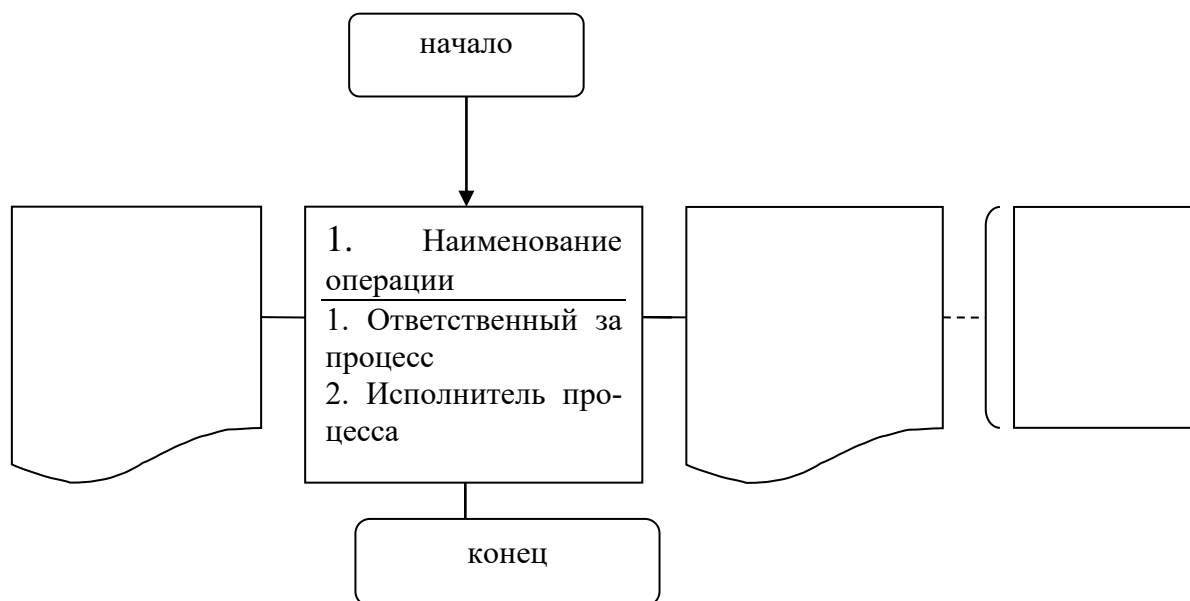 начало
1. Наименование
операции
1. Ответственный за
процесс
2. Исполнитель про-
цесса
конец